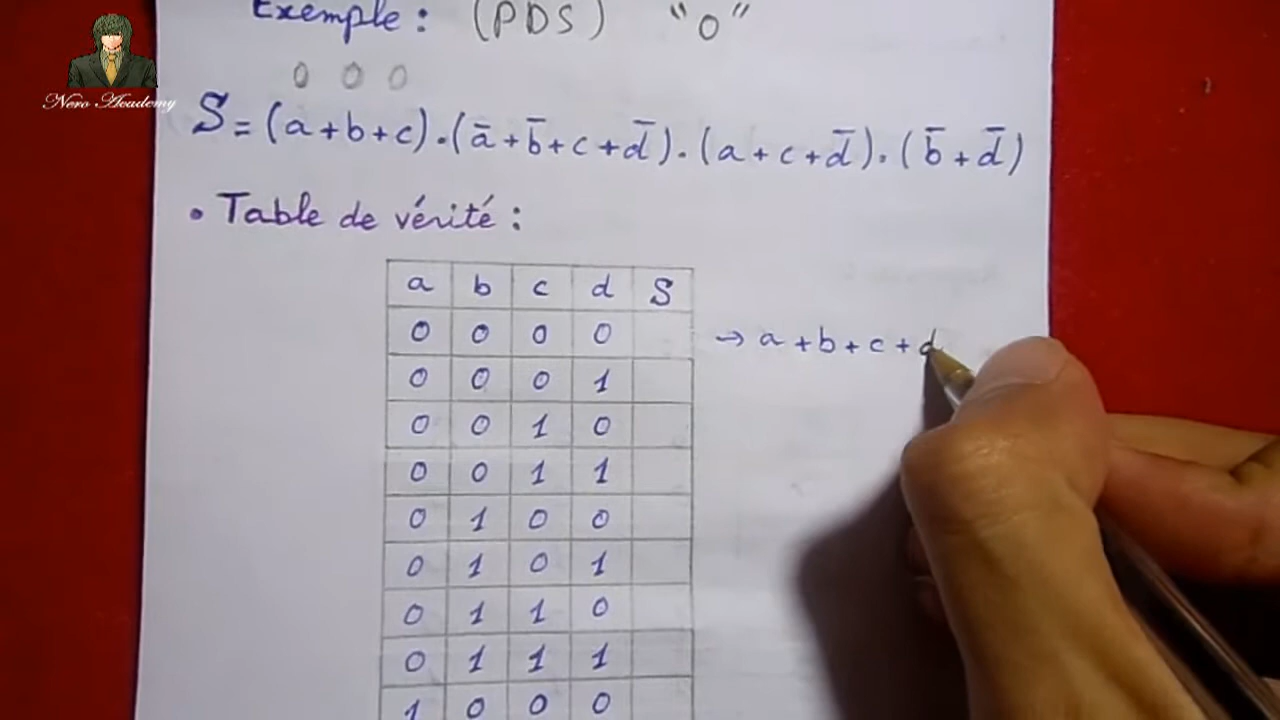 Exemple : (PDS) "0"
0 0 0
Nero Academy
S = (a + b + c) . (a̅ + b̅ + c + d̅) . (a + c + d̅) . (b̅ + d̅)
• Table de vérité :
a b c d S
0 0 0 0 → a + b + c + d
0 0 0 1
0 0 1 0
0 0 1 1
0 1 0 0
0 1 0 1
0 1 1 0
0 1 1 1
1 0 0 0